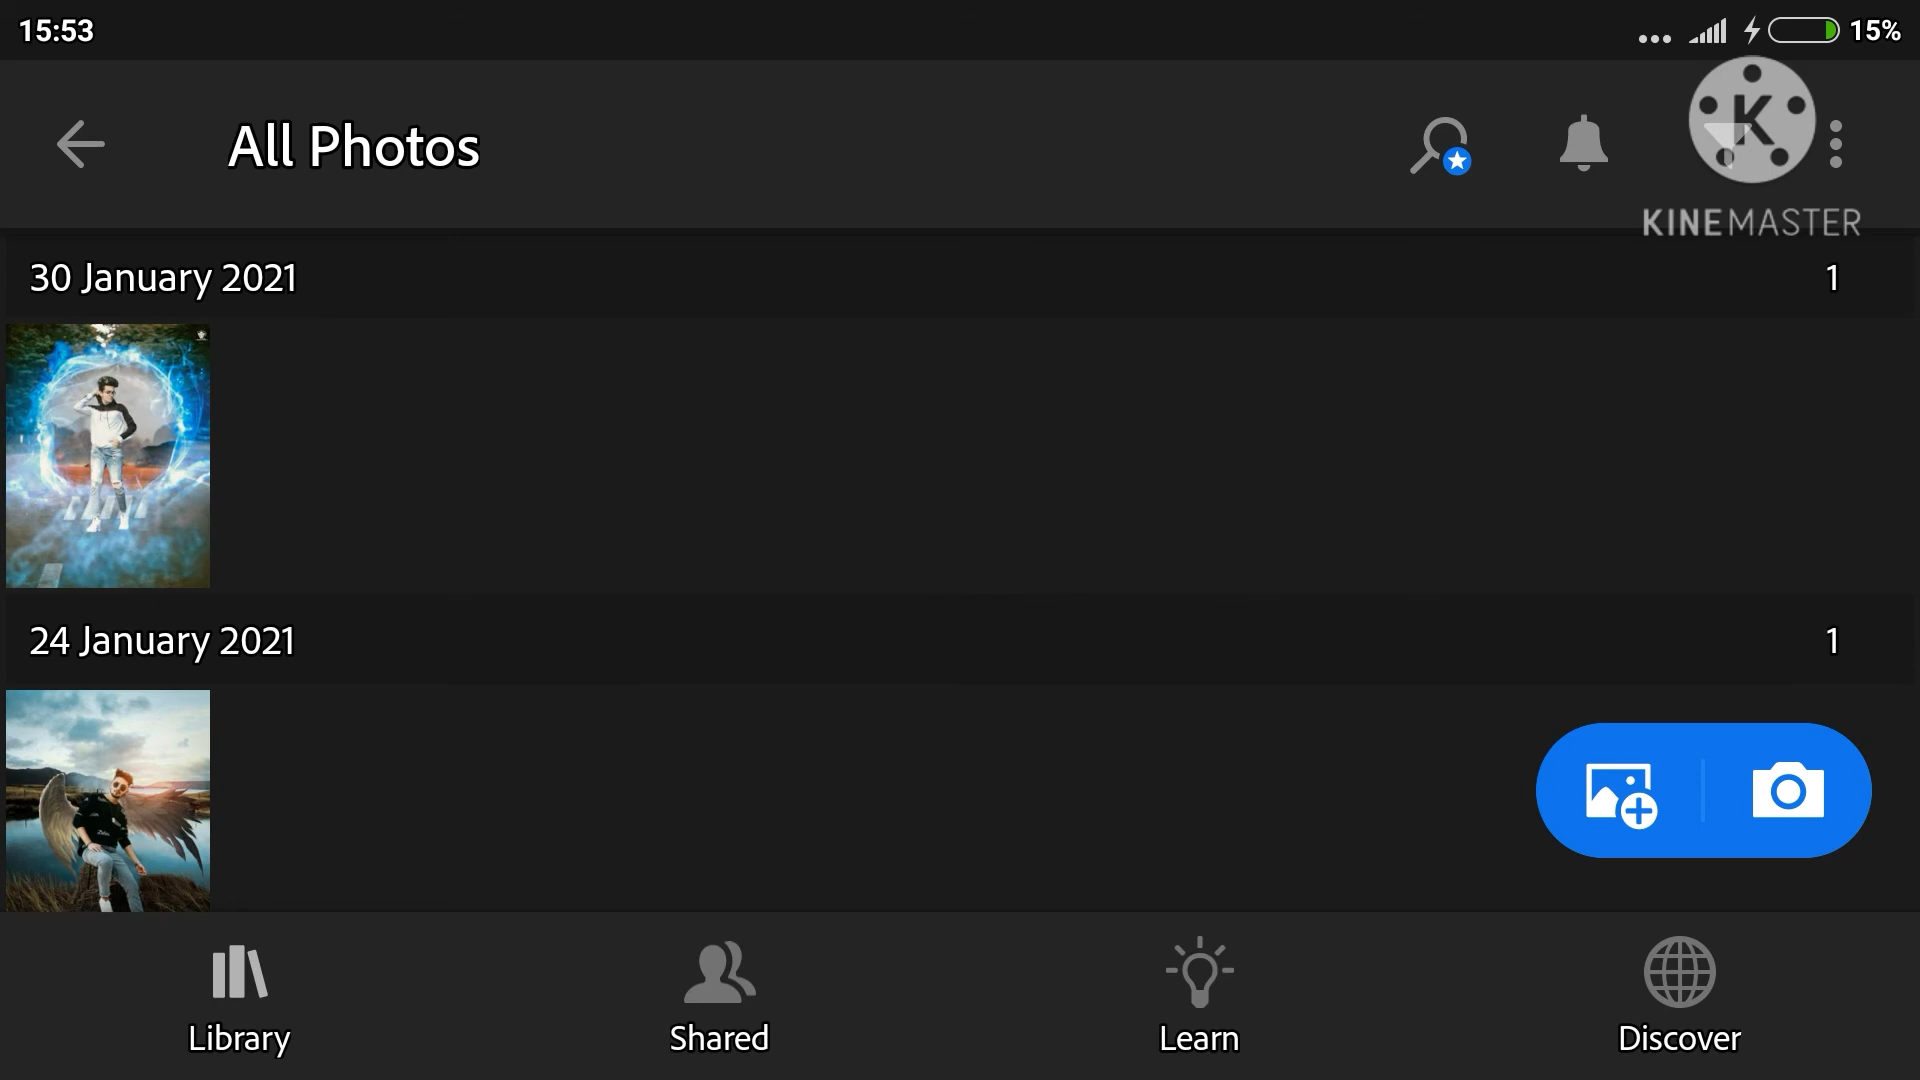 15:53
15%
All Photos
K
KINEMASTER
30 January 2021
1
24 January 2021
1
Library
Shared
Learn
Discover